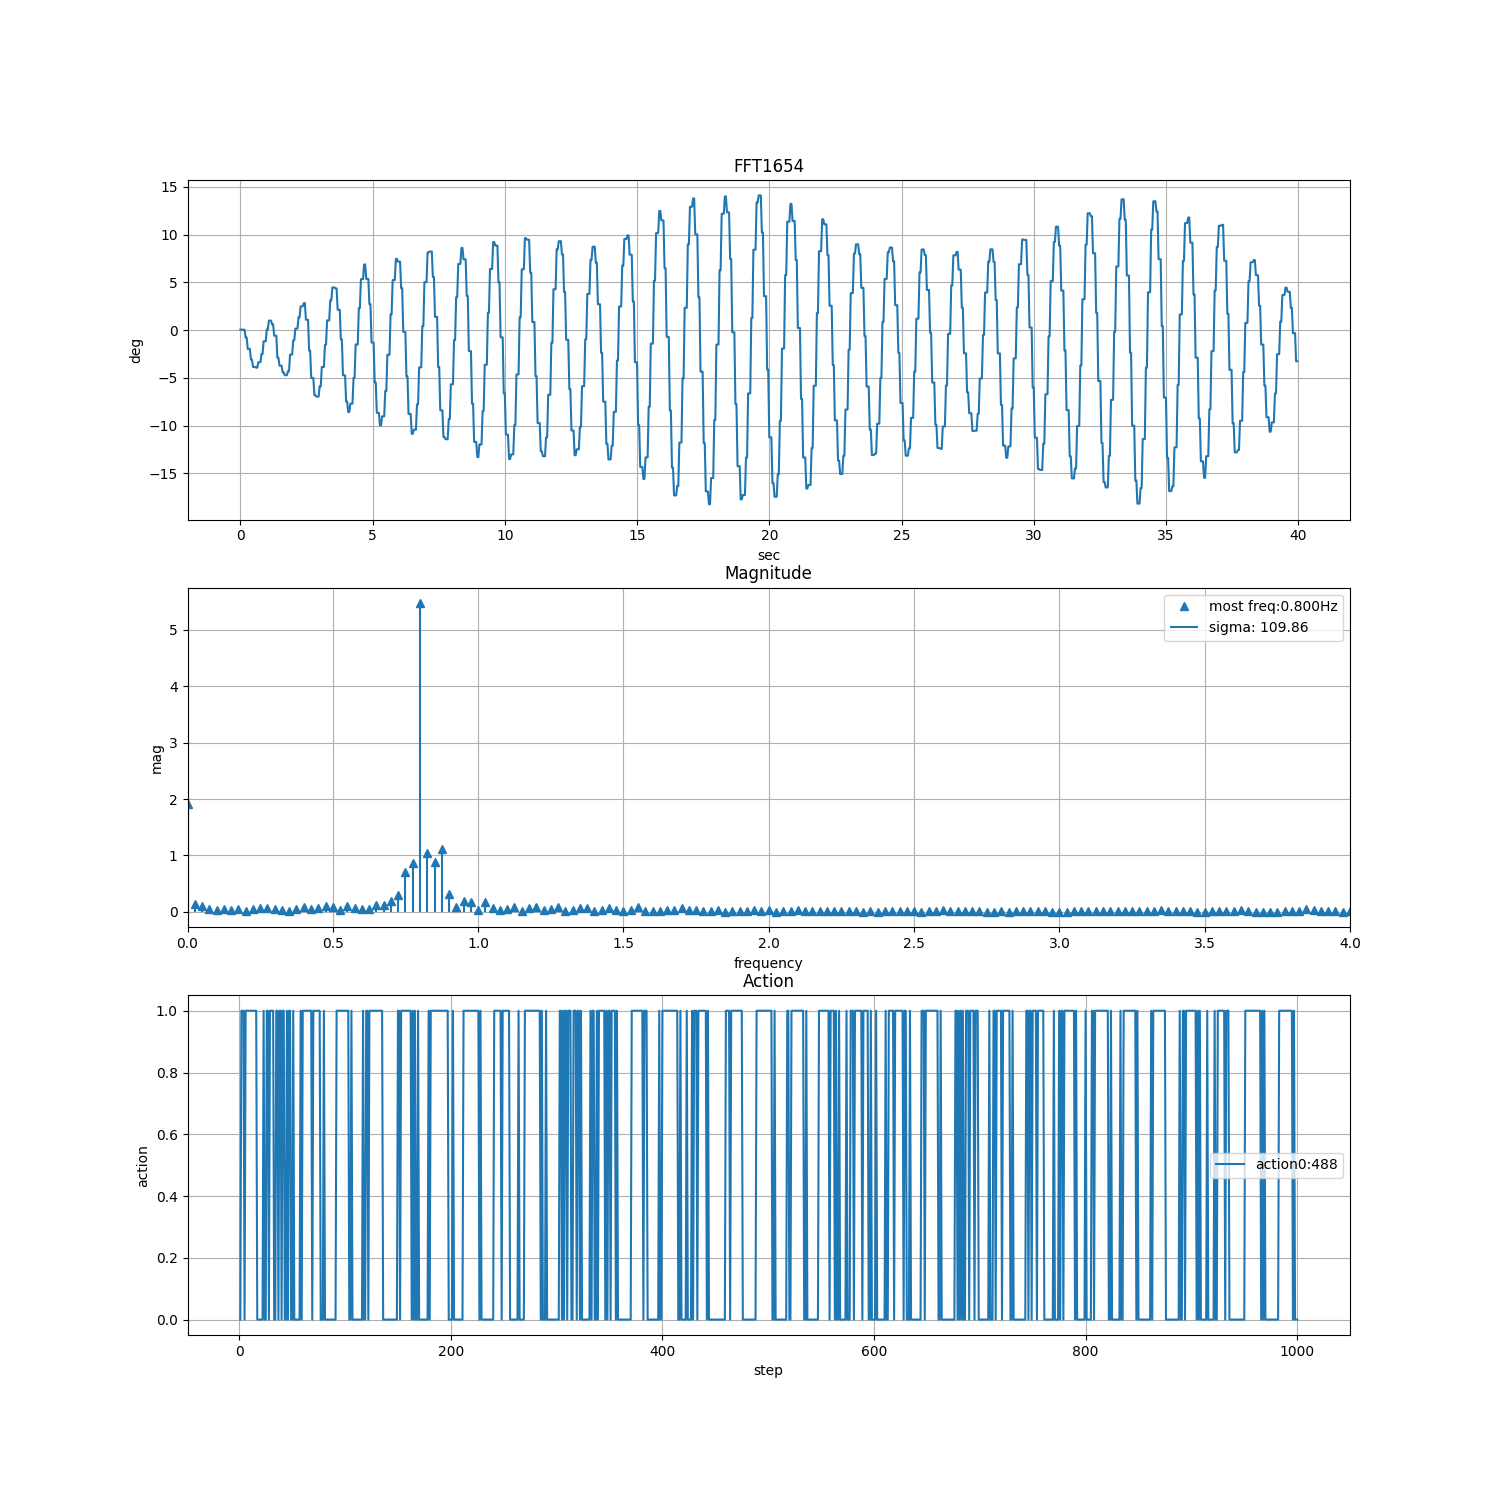 FFT1654
15
10
5
0
−5
−10
−15
deg
0 5 10 15 20 25 30 35 40
sec
Magnitude
most freq:0.800Hz
sigma: 109.86
5
4
3
2
1
0
mag
0.0 0.5 1.0 1.5 2.0 2.5 3.0 3.5 4.0
frequency
Action
1.0
0.8
0.6
0.4
0.2
0.0
action
action0:488
0 200 400 600 800 1000
step